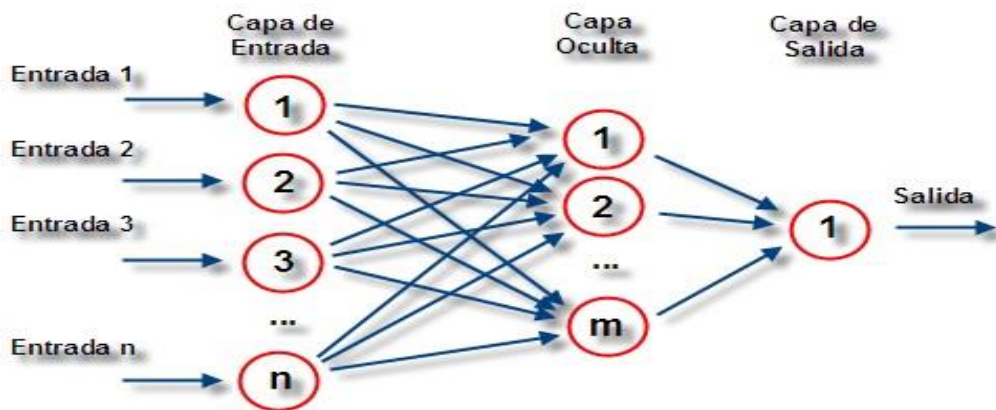 Capa de
Entrada
Capa
Oculta
Capa de
Salida
Entrada 1
1
Entrada 2
2
Entrada 3
3
...
Entrada n
n
1
2
...
m
1
Salida